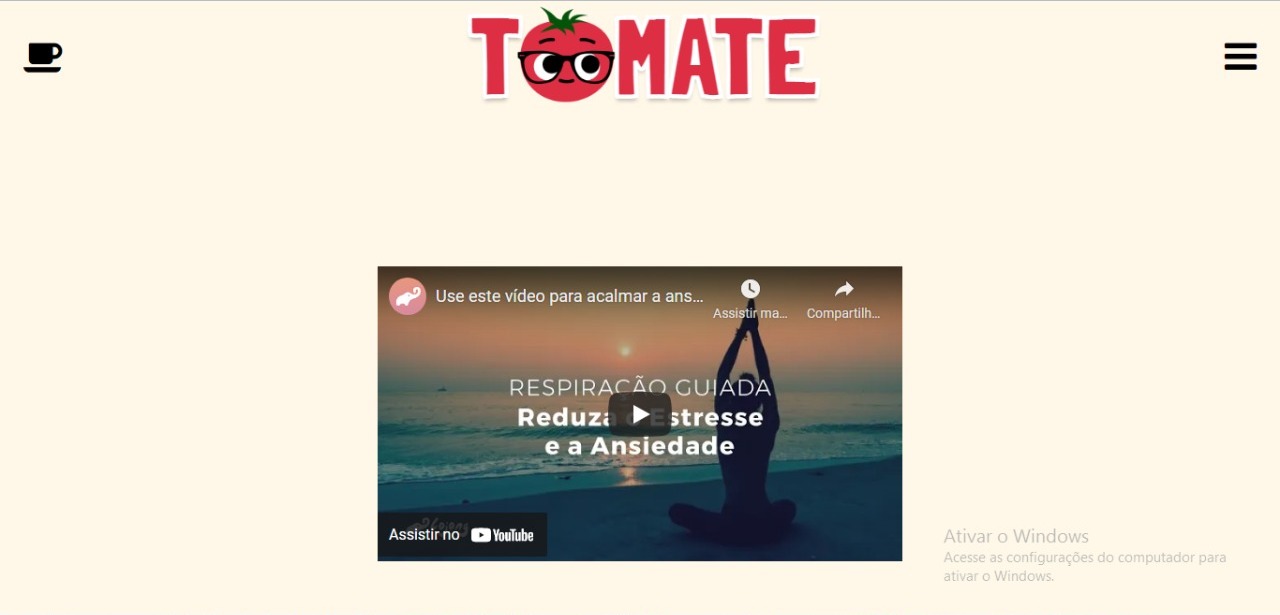 TOMATE
Use este vídeo para acalmar a ans...
Assistir ma...
Compartilh...
RESPIRAÇÃO GUIADA
Reduza o Estresse
e a Ansiedade
Assistir no YouTube
Ativar o Windows
Acesse as configurações do computador para
ativar o Windows.